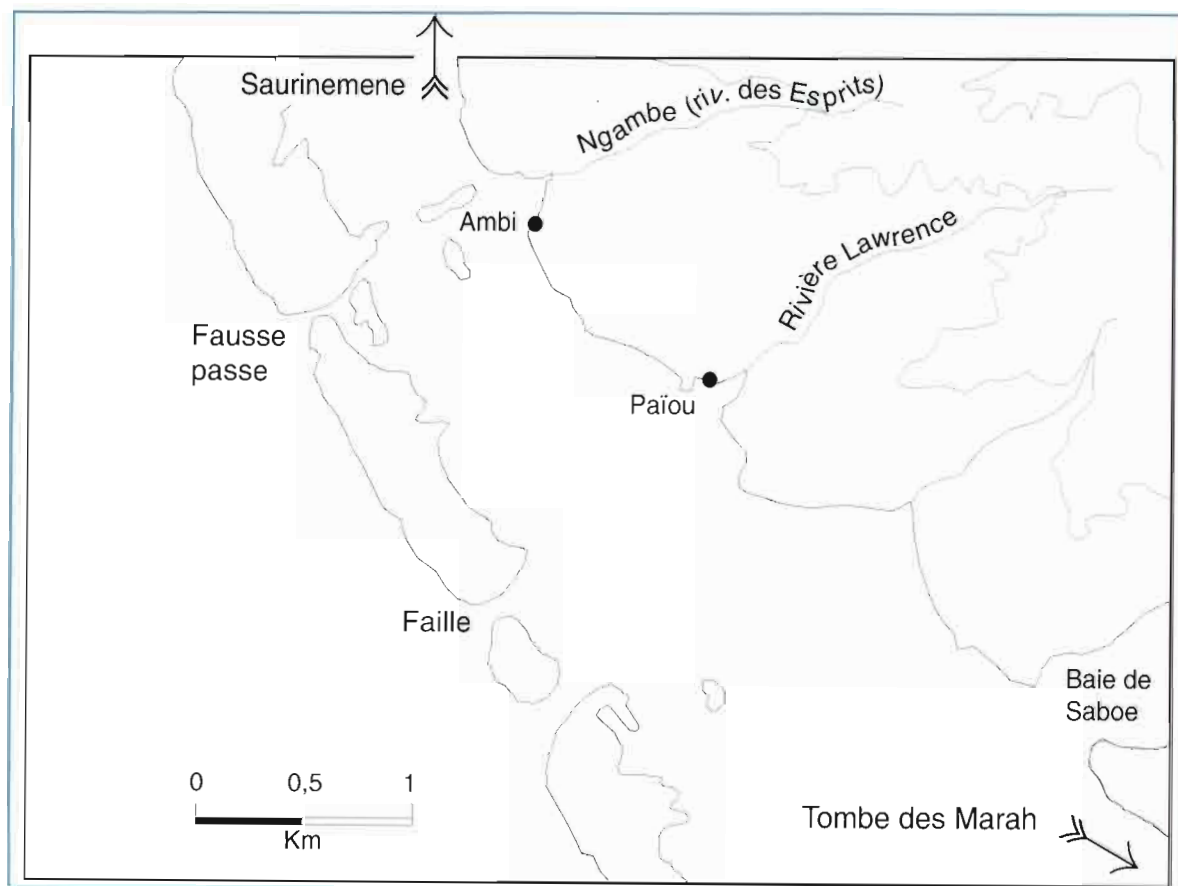 Saurinemene
Ngambe (riv. des Esprits)
Ambi
Rivière Lawrence
Fausse
passe
Païou
Faille
Baie de
Saboe
0 0,5 1
Km
Tombe des Marah